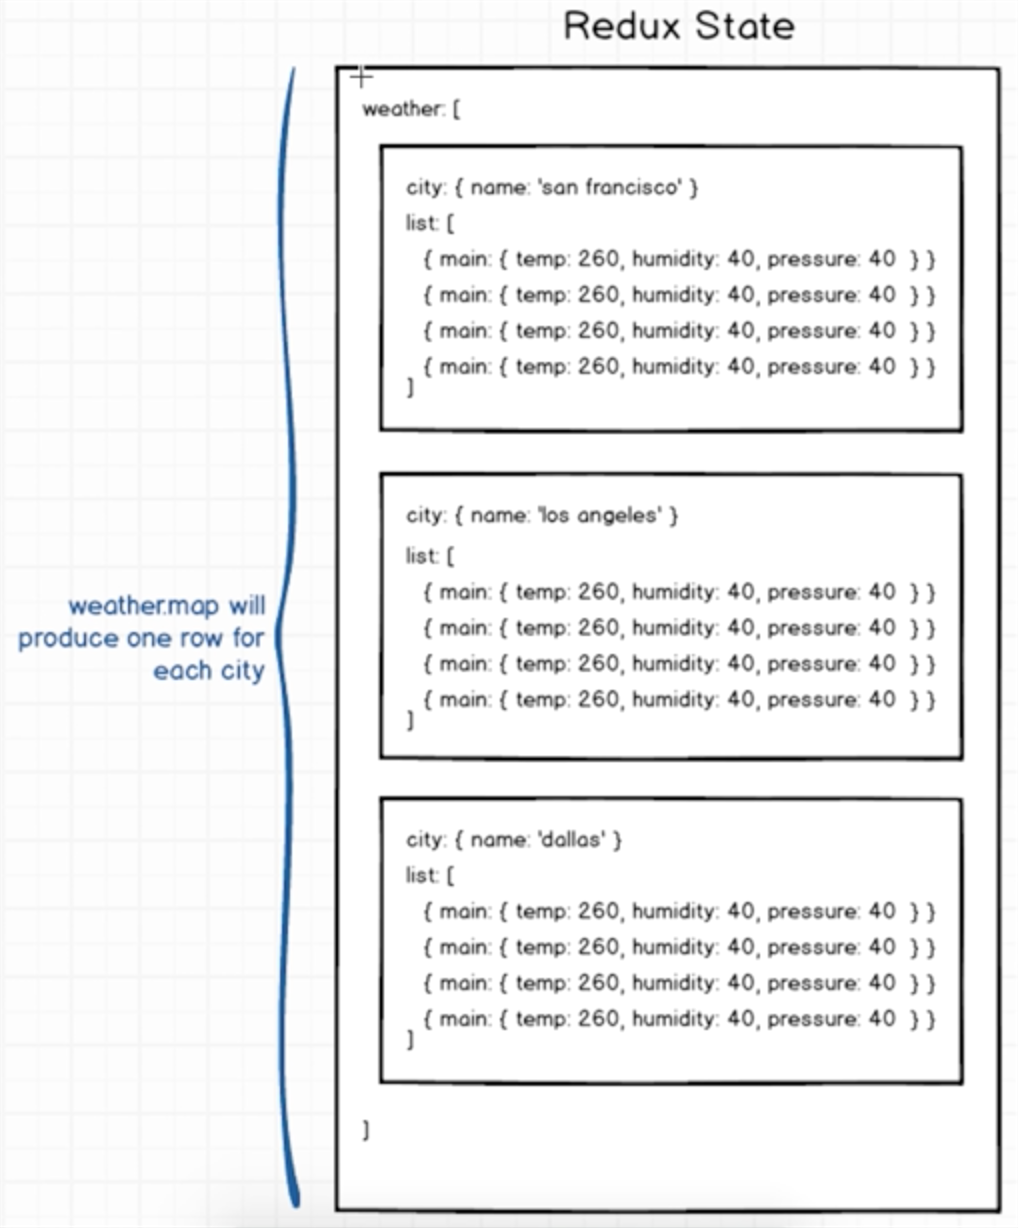 Redux State
weather: [
city: { name: 'san francisco' }
list: [
{ main: { temp: 260, humidity: 40, pressure: 40 } }
{ main: { temp: 260, humidity: 40, pressure: 40 } }
{ main: { temp: 260, humidity: 40, pressure: 40 } }
{ main: { temp: 260, humidity: 40, pressure: 40 } }
]
city: { name: 'los angeles' }
list: [
{ main: { temp: 260, humidity: 40, pressure: 40 } }
{ main: { temp: 260, humidity: 40, pressure: 40 } }
{ main: { temp: 260, humidity: 40, pressure: 40 } }
{ main: { temp: 260, humidity: 40, pressure: 40 } }
]
city: { name: 'dallas' }
list: [
{ main: { temp: 260, humidity: 40, pressure: 40 } }
{ main: { temp: 260, humidity: 40, pressure: 40 } }
{ main: { temp: 260, humidity: 40, pressure: 40 } }
{ main: { temp: 260, humidity: 40, pressure: 40 } }
]
]
weather.map will
produce one row for
each city